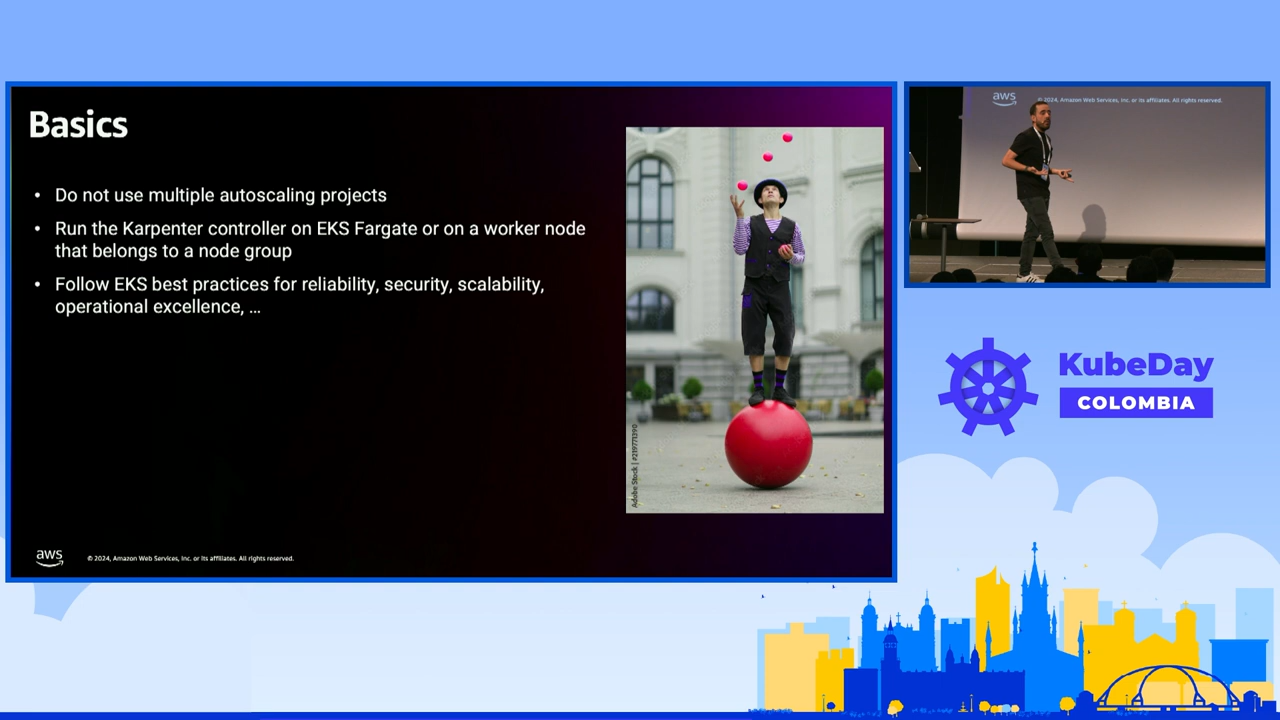 Basics
• Do not use multiple autoscaling projects
• Run the Karpenter controller on EKS Fargate or on a worker node
that belongs to a node group
• Follow EKS best practices for reliability, security, scalability,
operational excellence, ...
Adobe Stock | #219771390
aws
© 2024, Amazon Web Services, Inc. or its affiliates. All rights reserved.
aws
© 2024, Amazon Web Services, Inc. or its affiliates. All rights reserved.
KubeDay
COLOMBIA